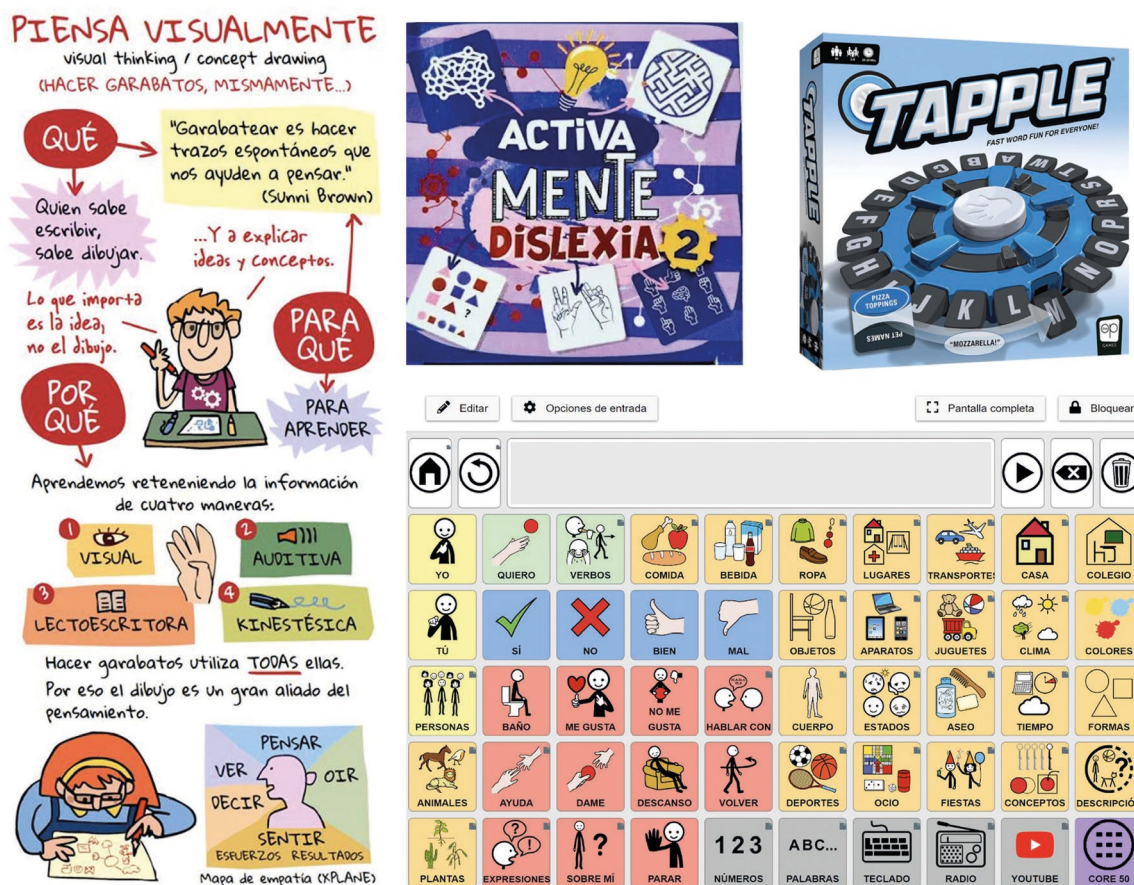 PIENSA VISUALMENTE
visual thinking / concept drawing
(HACER GARABATOS, MISMAMENTE...)
QUÉ
"Garabatear es hacer
trazos espontáneos que
nos ayuden a pensar."
(Sunni Brown)
Quien sabe
escribir,
sabe dibujar.
...Y a explicar
ideas y conceptos.
Lo que importa
es la idea,
no el dibujo.
PARA
QUÉ
POR
QUÉ
PARA
APRENDER
Aprendemos reteneniendo la información
de cuatro maneras:
1 VISUAL
2 AUDITIVA
3 LECTOESCRITORA
4 KINESTÉSICA
Hacer garabatos utiliza TODAS ellas.
Por eso el dibujo es un gran aliado del
pensamiento.
PENSAR
VER
OIR
DECIR
SENTIR
ESFUERZOS RESULTADOS
Mapa de empatía (XPLANE)
ACTIVA
MENTE
DISLEXIA 2
?
TAPPLE
FAST WORD FUN FOR EVERYONE!
TAPPLE
A B C D E F G H I J K L M N O P R S T W
PIZZA
TOPPINGS
PET NAMES
"MOZZARELLA!"
op
GAMES
Editar
Opciones de entrada
Pantalla completa
Bloquear
YO QUIERO VERBOS COMIDA BEBIDA ROPA LUGARES TRANSPORTES CASA COLEGIO
TÚ SÍ NO BIEN MAL OBJETOS APARATOS JUGUETES CLIMA COLORES
PERSONAS BAÑO ME GUSTA NO ME GUSTA HABLAR CON CUERPO ESTADOS ASEO TIEMPO FORMAS
ANIMALES AYUDA DAME DESCANSO VOLVER DEPORTES OCIO FIESTAS CONCEPTOS DESCRIPCIÓ
1 2 3 ABC...
PLANTAS EXPRESIONES SOBRE MÍ PARAR NÚMEROS PALABRAS TECLADO RADIO YOUTUBE CORE 50